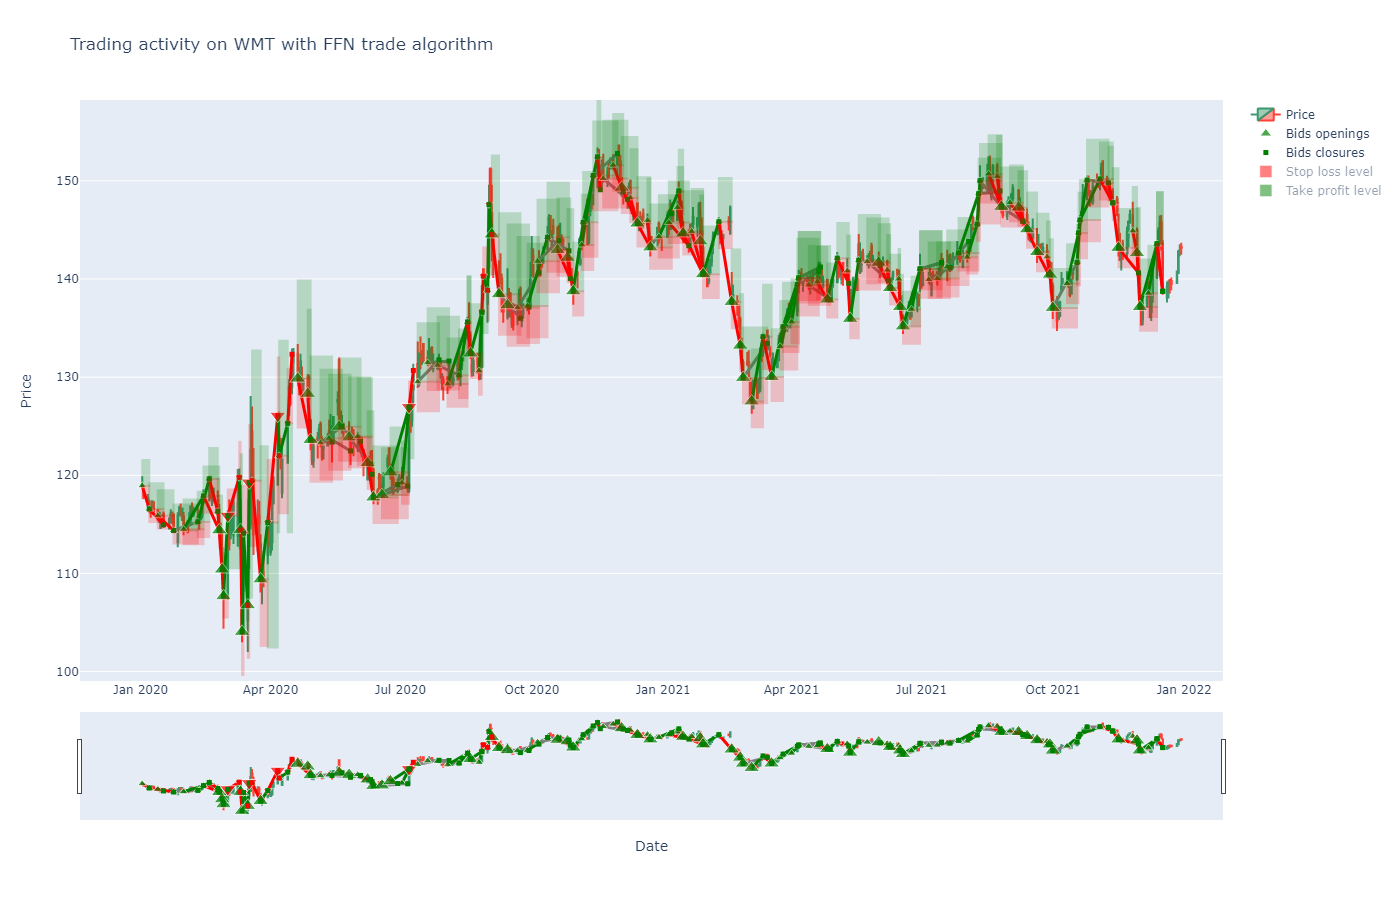 Trading activity on WMT with FFN trade algorithm
Price
Bids openings
Bids closures
Stop loss level
Take profit level
150
140
130
120
110
100
Price
Jan 2020
Apr 2020
Jul 2020
Oct 2020
Jan 2021
Apr 2021
Jul 2021
Oct 2021
Jan 2022
Date